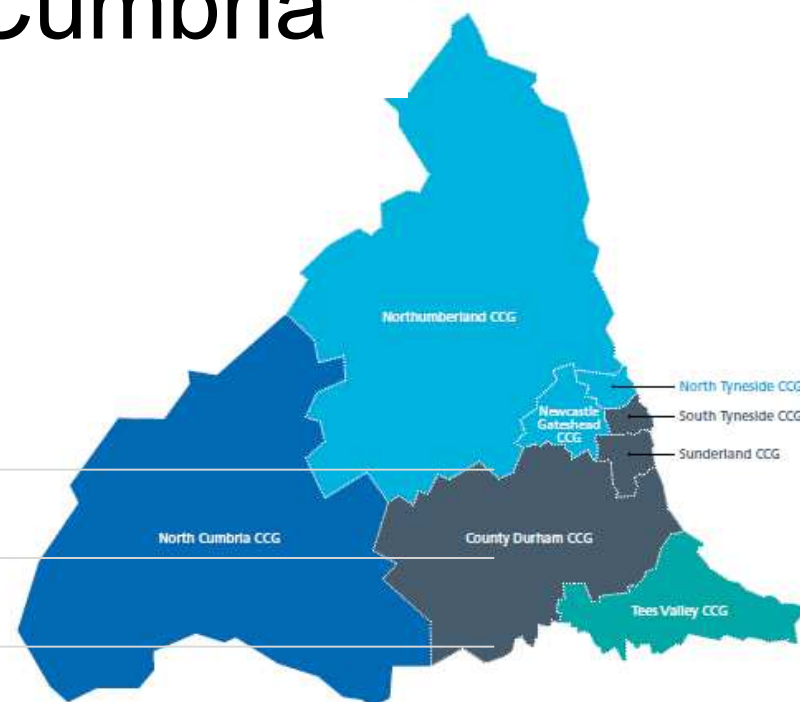 Cumbria
Northumberland CCG
North Tyneside CCG
Newcastle
Gateshead
CCG
South Tyneside CCG
Sunderland CCG
North Cumbria CCG
County Durham CCG
Tees Valley CCG